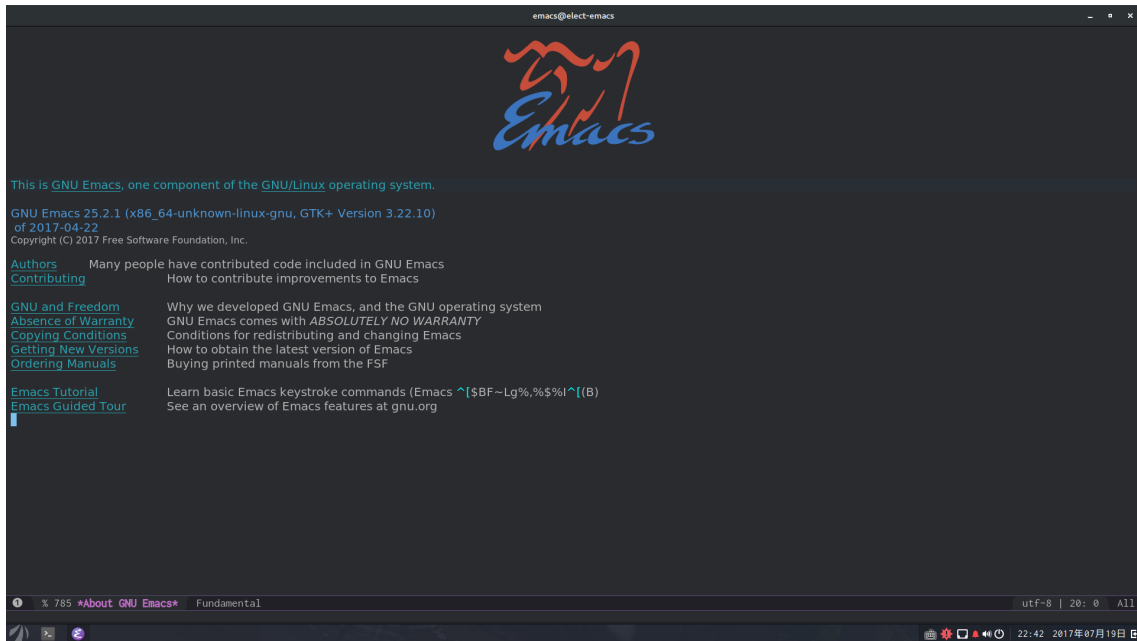 emacs@elect-emacs
Emacs
This is GNU Emacs, one component of the GNU/Linux operating system.
GNU Emacs 25.2.1 (x86_64-unknown-linux-gnu, GTK+ Version 3.22.10)
of 2017-04-22
Copyright (C) 2017 Free Software Foundation, Inc.
Authors Many people have contributed code included in GNU Emacs
Contributing How to contribute improvements to Emacs
GNU and Freedom Why we developed GNU Emacs, and the GNU operating system
Absence of Warranty GNU Emacs comes with ABSOLUTELY NO WARRANTY
Copying Conditions Conditions for redistributing and changing Emacs
Getting New Versions How to obtain the latest version of Emacs
Ordering Manuals Buying printed manuals from the FSF
Emacs Tutorial Learn basic Emacs keystroke commands (Emacs ^[$BF~Lg%,%$%I^[(B)
Emacs Guided Tour See an overview of Emacs features at gnu.org
1 % 785 *About GNU Emacs* Fundamental utf-8 | 20: 0 All
22:42 2017年07月19日